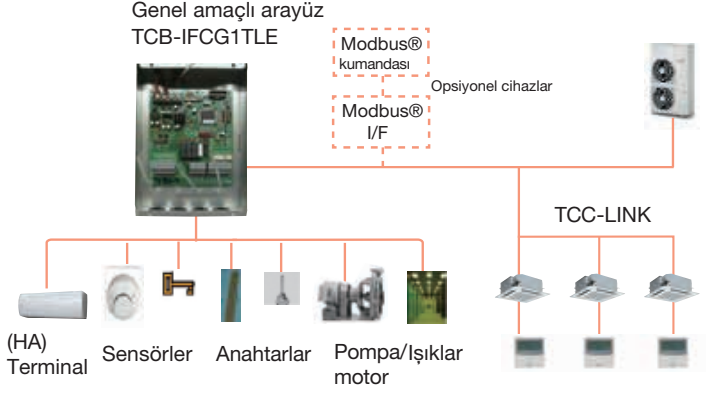 Genel amaçlı arayüz
TCB-IFCG1TLE
Modbus®
kumandası
Opsiyonel cihazlar
Modbus®
I/F
TCC-LINK
(HA)
Terminal
Sensörler
Anahtarlar
Pompa/
motor
Işıklar